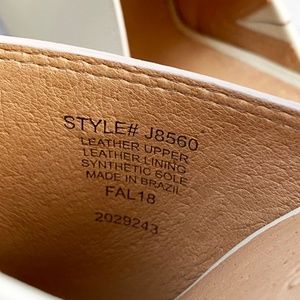 STYLE# J8560
LEATHER UPPER
LEATHER LINING
SYNTHETIC SOLE
MADE IN BRAZIL
FAL18
2029243